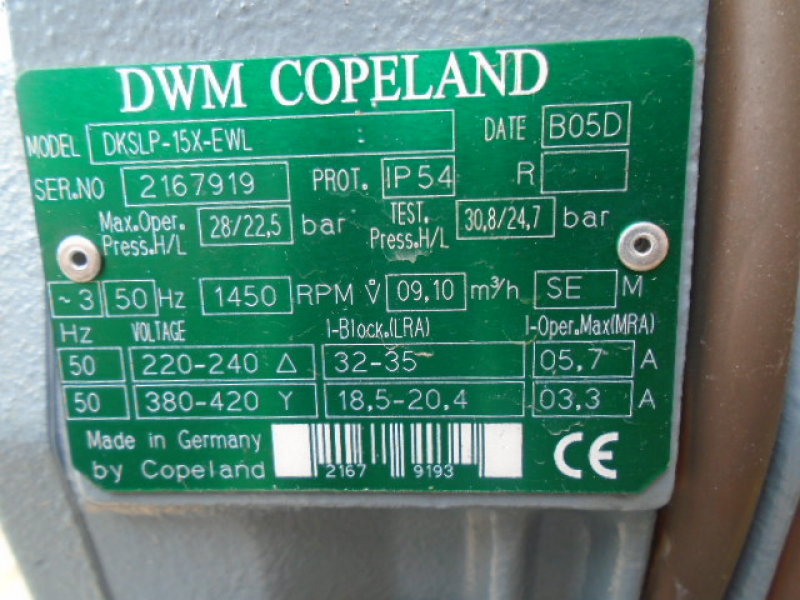 DWM COPELAND
MODEL DKSLP-15X-EWL DATE B05D
SER.NO 2167919 PROT. IP54 R
Max.Oper. Press.H/L 28/22,5 bar TEST. Press.H/L 30,8/24,7 bar
~3 50 Hz 1450 RPM V̊ 09,10 m³/h SE M
Hz VOLTAGE I-Block.(LRA) I-Oper.Max(MRA)
50 220-240 Δ 32-35 05,7 A
50 380-420 Y 18,5-20,4 03,3 A
Made in Germany
by Copeland 2167 9193 CE